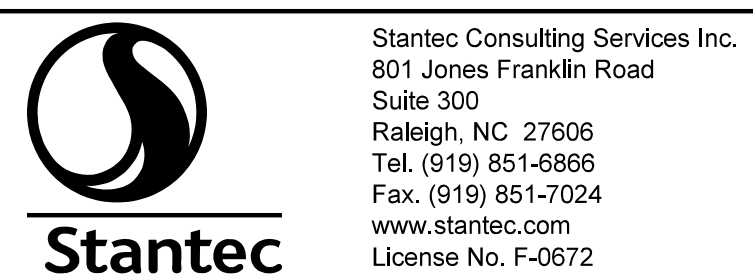 Stantec
Stantec Consulting Services Inc.
801 Jones Franklin Road
Suite 300
Raleigh, NC  27606
Tel. (919) 851-6866
Fax. (919) 851-7024
www.stantec.com
License No. F-0672